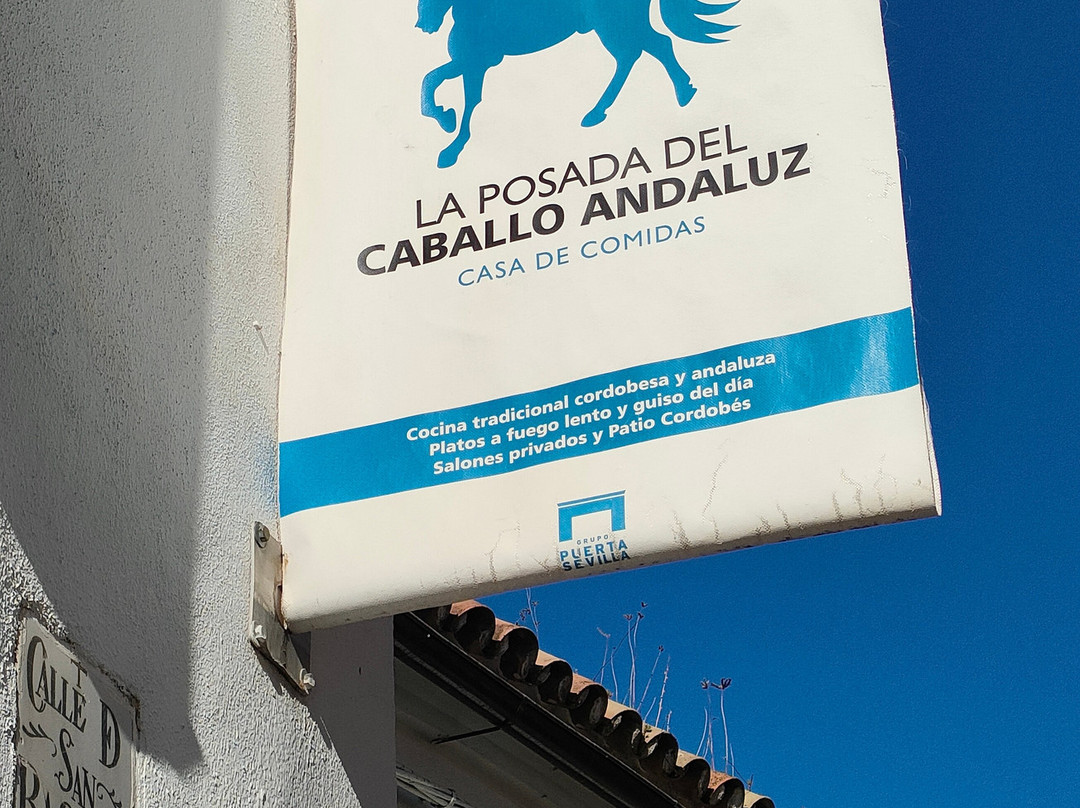 LA POSADA DEL
CABALLO ANDALUZ
CASA DE COMIDAS
Cocina tradicional cordobesa y andaluza
Platos a fuego lento y guiso del día
Salones privados y Patio Cordobés
GRUPO
PUERTA
SEVILLA
CALLE D
SAN